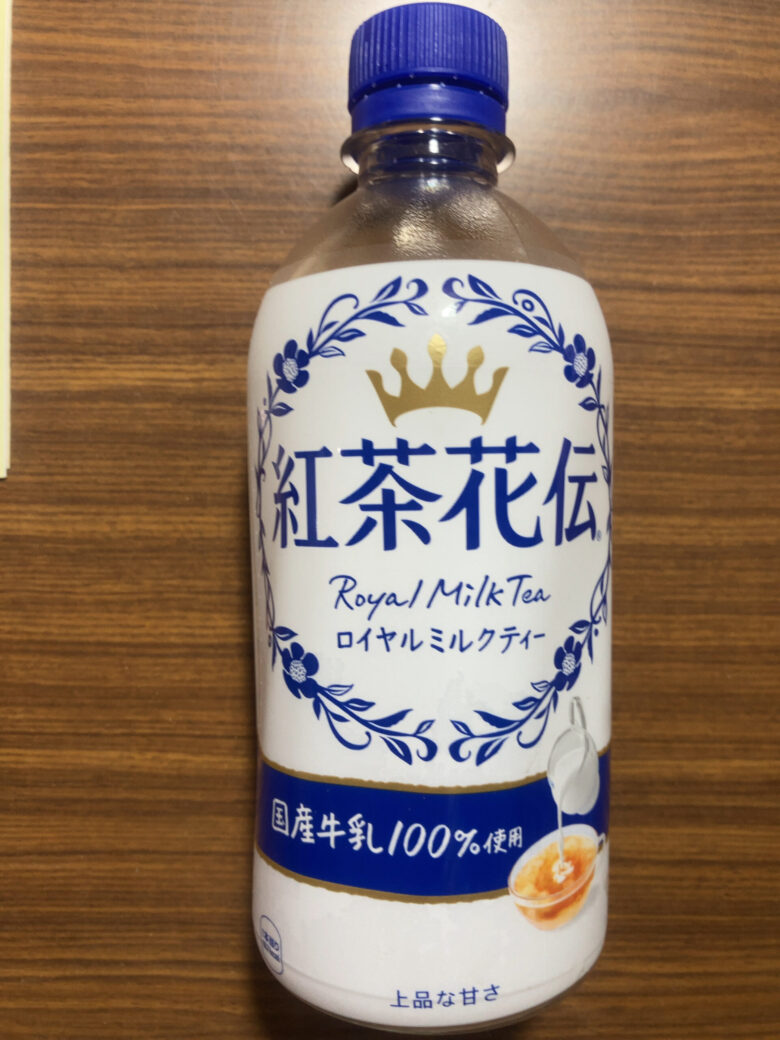 紅茶花伝®
Royal Milk Tea
ロイヤルミルクティー
国産牛乳100%使用
上品な甘さ